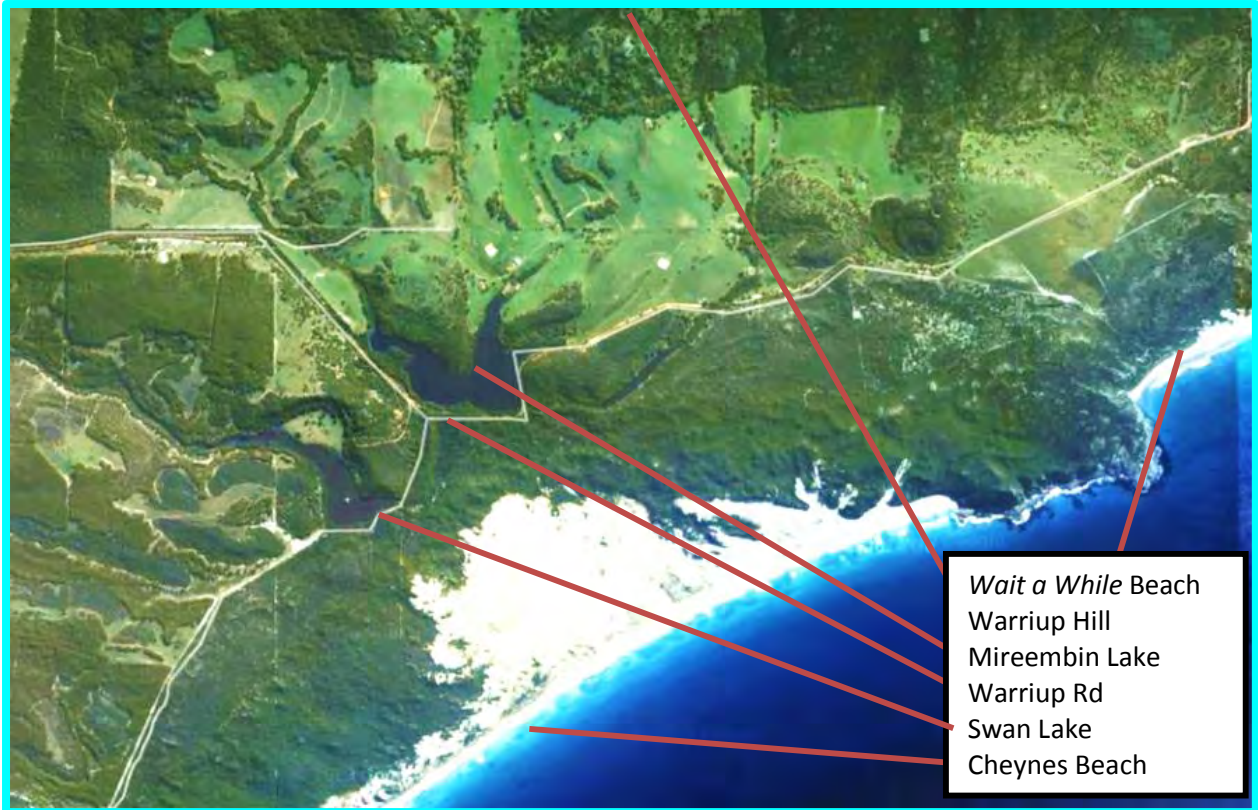 Wait a While Beach
Warriup Hill
Mireembin Lake
Warriup Rd
Swan Lake
Cheynes Beach